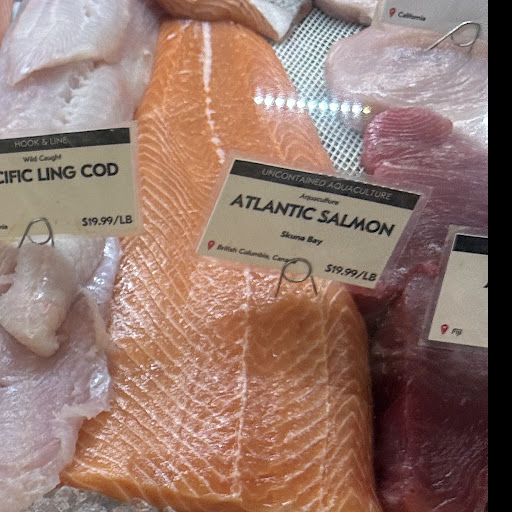 California
HOOK & LINE
Wild Caught
CIFIC LING COD
$19.99/LB
UNCONTAINED AQUACULTURE
Aquaculture
ATLANTIC SALMON
Skuna Bay
British Columbia, Canada
$19.99/LB
Fiji